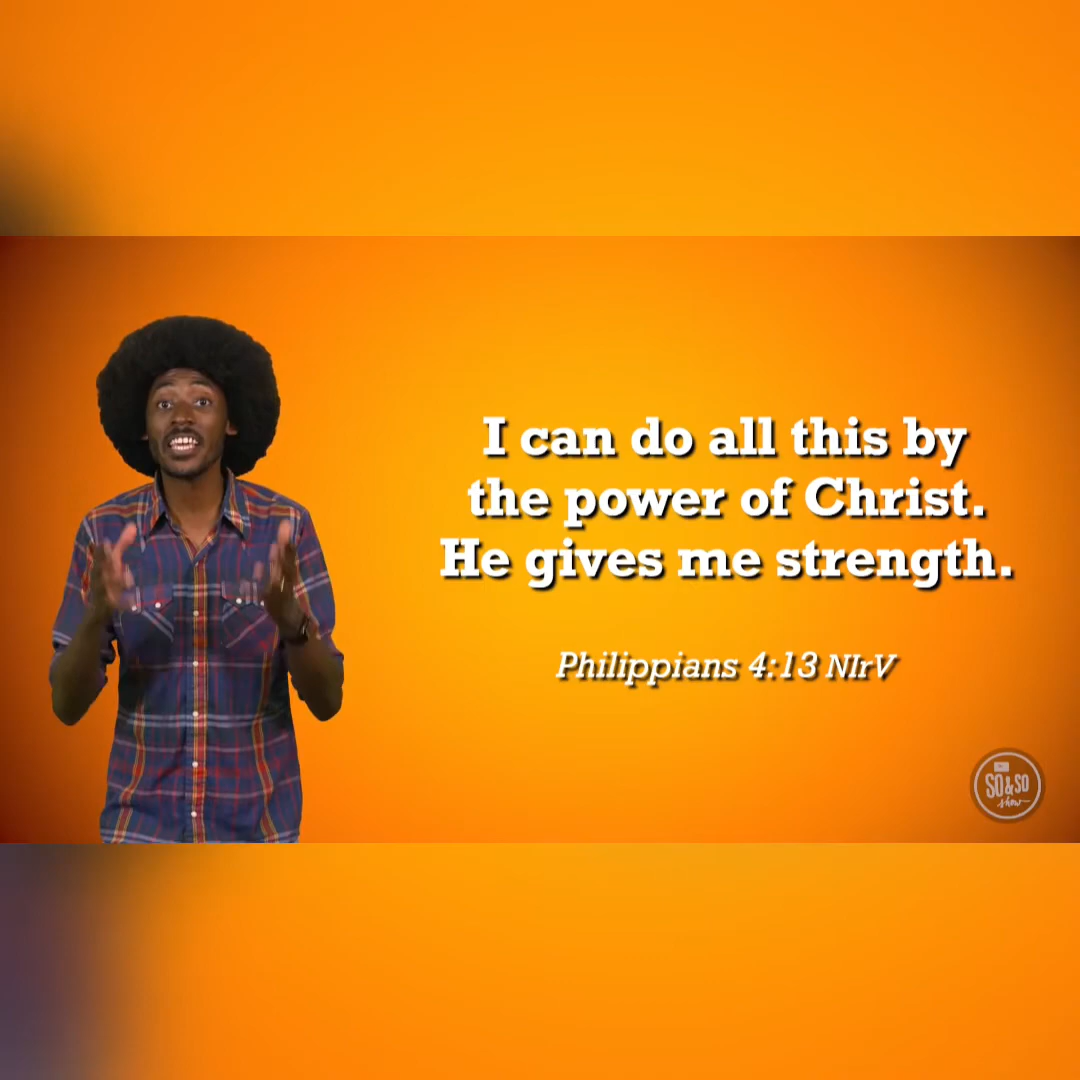 I can do all this by
the power of Christ.
He gives me strength.
Philippians 4:13 NIrV
SO & SO
show